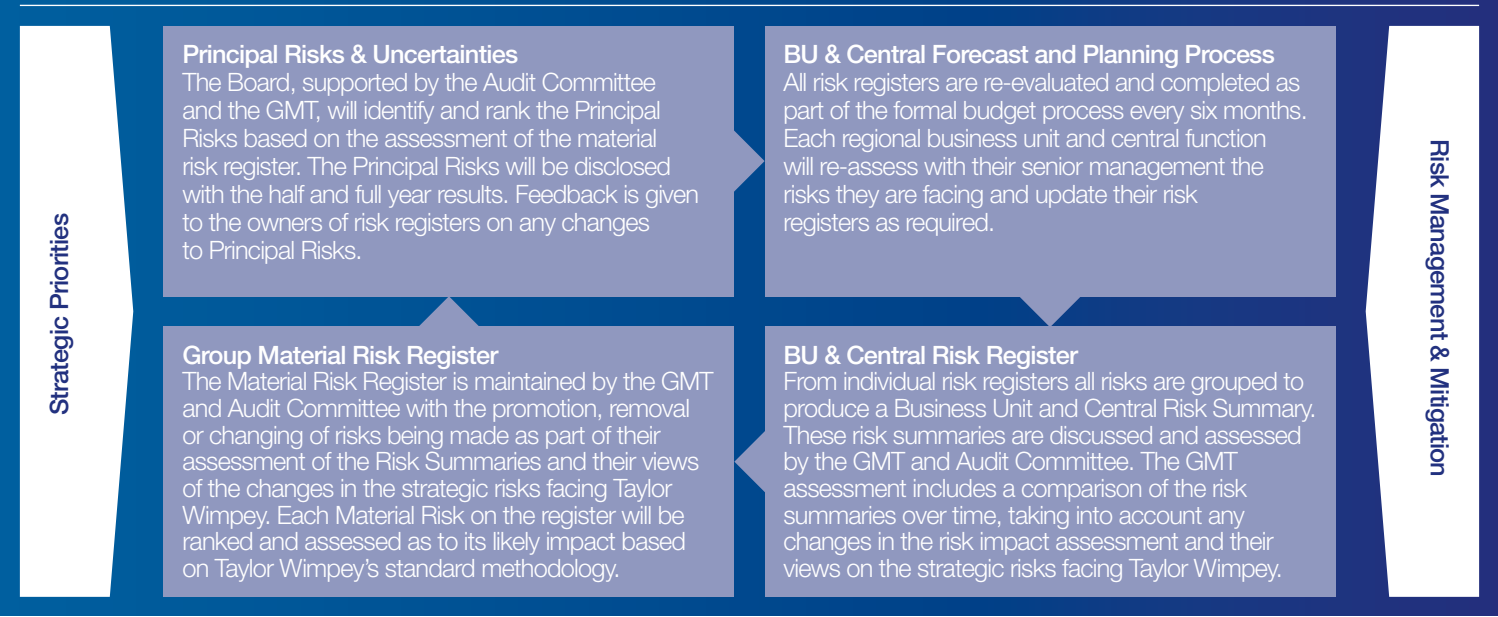 Strategic Priorities
Principal Risks & Uncertainties
The Board, supported by the Audit Committee
and the GMT, will identify and rank the Principal
Risks based on the assessment of the material
risk register. The Principal Risks will be disclosed
with the half and full year results. Feedback is given
to the owners of risk registers on any changes
to Principal Risks.
BU & Central Forecast and Planning Process
All risk registers are re-evaluated and completed as
part of the formal budget process every six months.
Each regional business unit and central function
will re-assess with their senior management the
risks they are facing and update their risk
registers as required.
Group Material Risk Register
The Material Risk Register is maintained by the GMT
and Audit Committee with the promotion, removal
or changing of risks being made as part of their
assessment of the Risk Summaries and their views
of the changes in the strategic risks facing Taylor
Wimpey. Each Material Risk on the register will be
ranked and assessed as to its likely impact based
on Taylor Wimpey’s standard methodology.
BU & Central Risk Register
From individual risk registers all risks are grouped to
produce a Business Unit and Central Risk Summary.
These risk summaries are discussed and assessed
by the GMT and Audit Committee. The GMT
assessment includes a comparison of the risk
summaries over time, taking into account any
changes in the risk impact assessment and their
views on the strategic risks facing Taylor Wimpey.
Risk Management & Mitigation